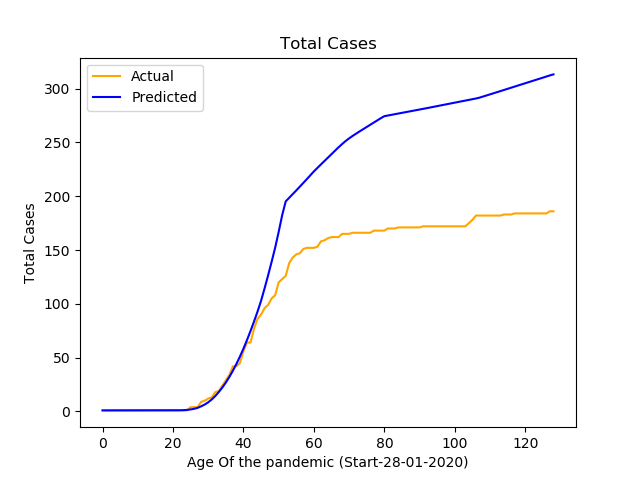 Total Cases
Actual
Predicted
300
250
200
150
100
50
0
Total Cases
0 20 40 60 80 100 120
Age Of the pandemic (Start-28-01-2020)